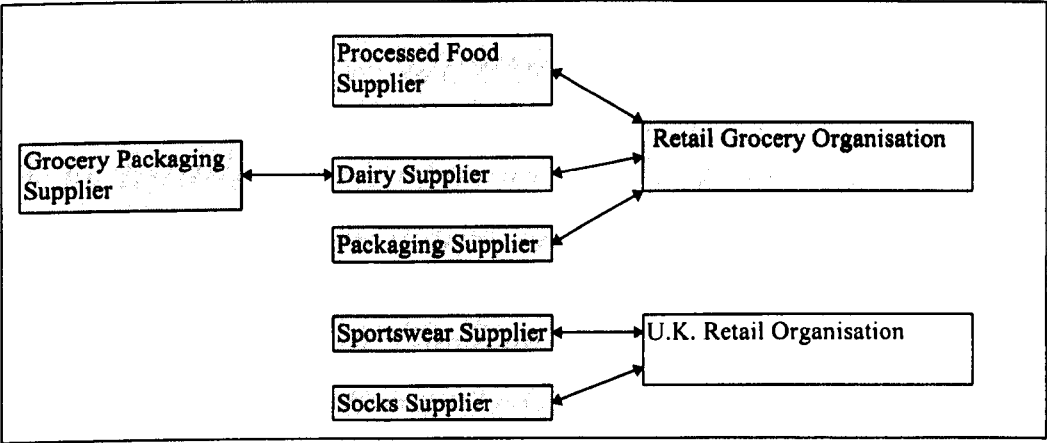 Processed Food
Supplier
Retail Grocery Organisation
Grocery Packaging
Supplier
Dairy Supplier
Packaging Supplier
Sportswear Supplier
U.K. Retail Organisation
Socks Supplier